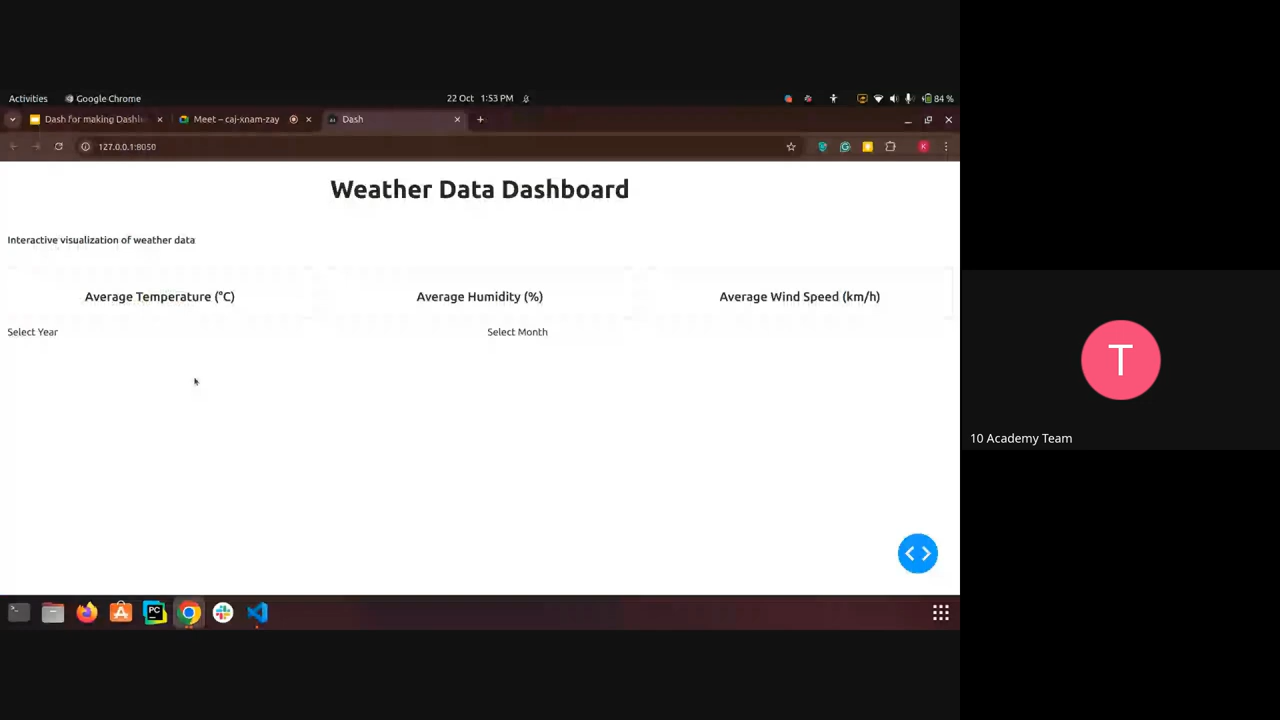 Activities
Google Chrome
22 Oct 1:53 PM
84 %
Dash for making Dashb
Meet – caj-xnam-zay
Dash
127.0.0.1:8050
K
Weather Data Dashboard
Interactive visualization of weather data
Average Temperature (°C)
Average Humidity (%)
Average Wind Speed (km/h)
Select Year
Select Month
T
10 Academy Team
PC